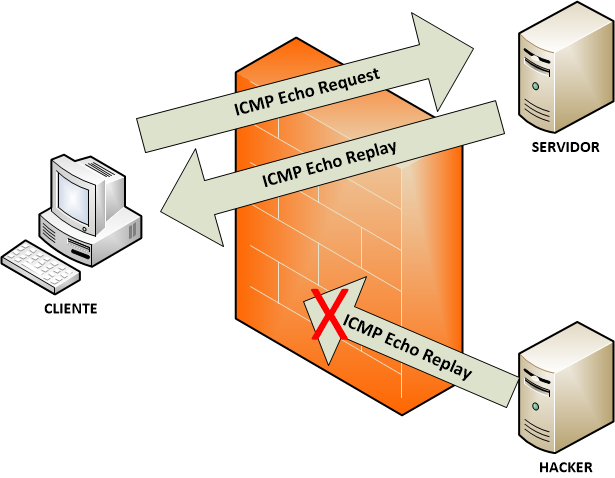 ICMP Echo Request
SERVIDOR
ICMP Echo Replay
CLIENTE
ICMP Echo Replay
HACKER